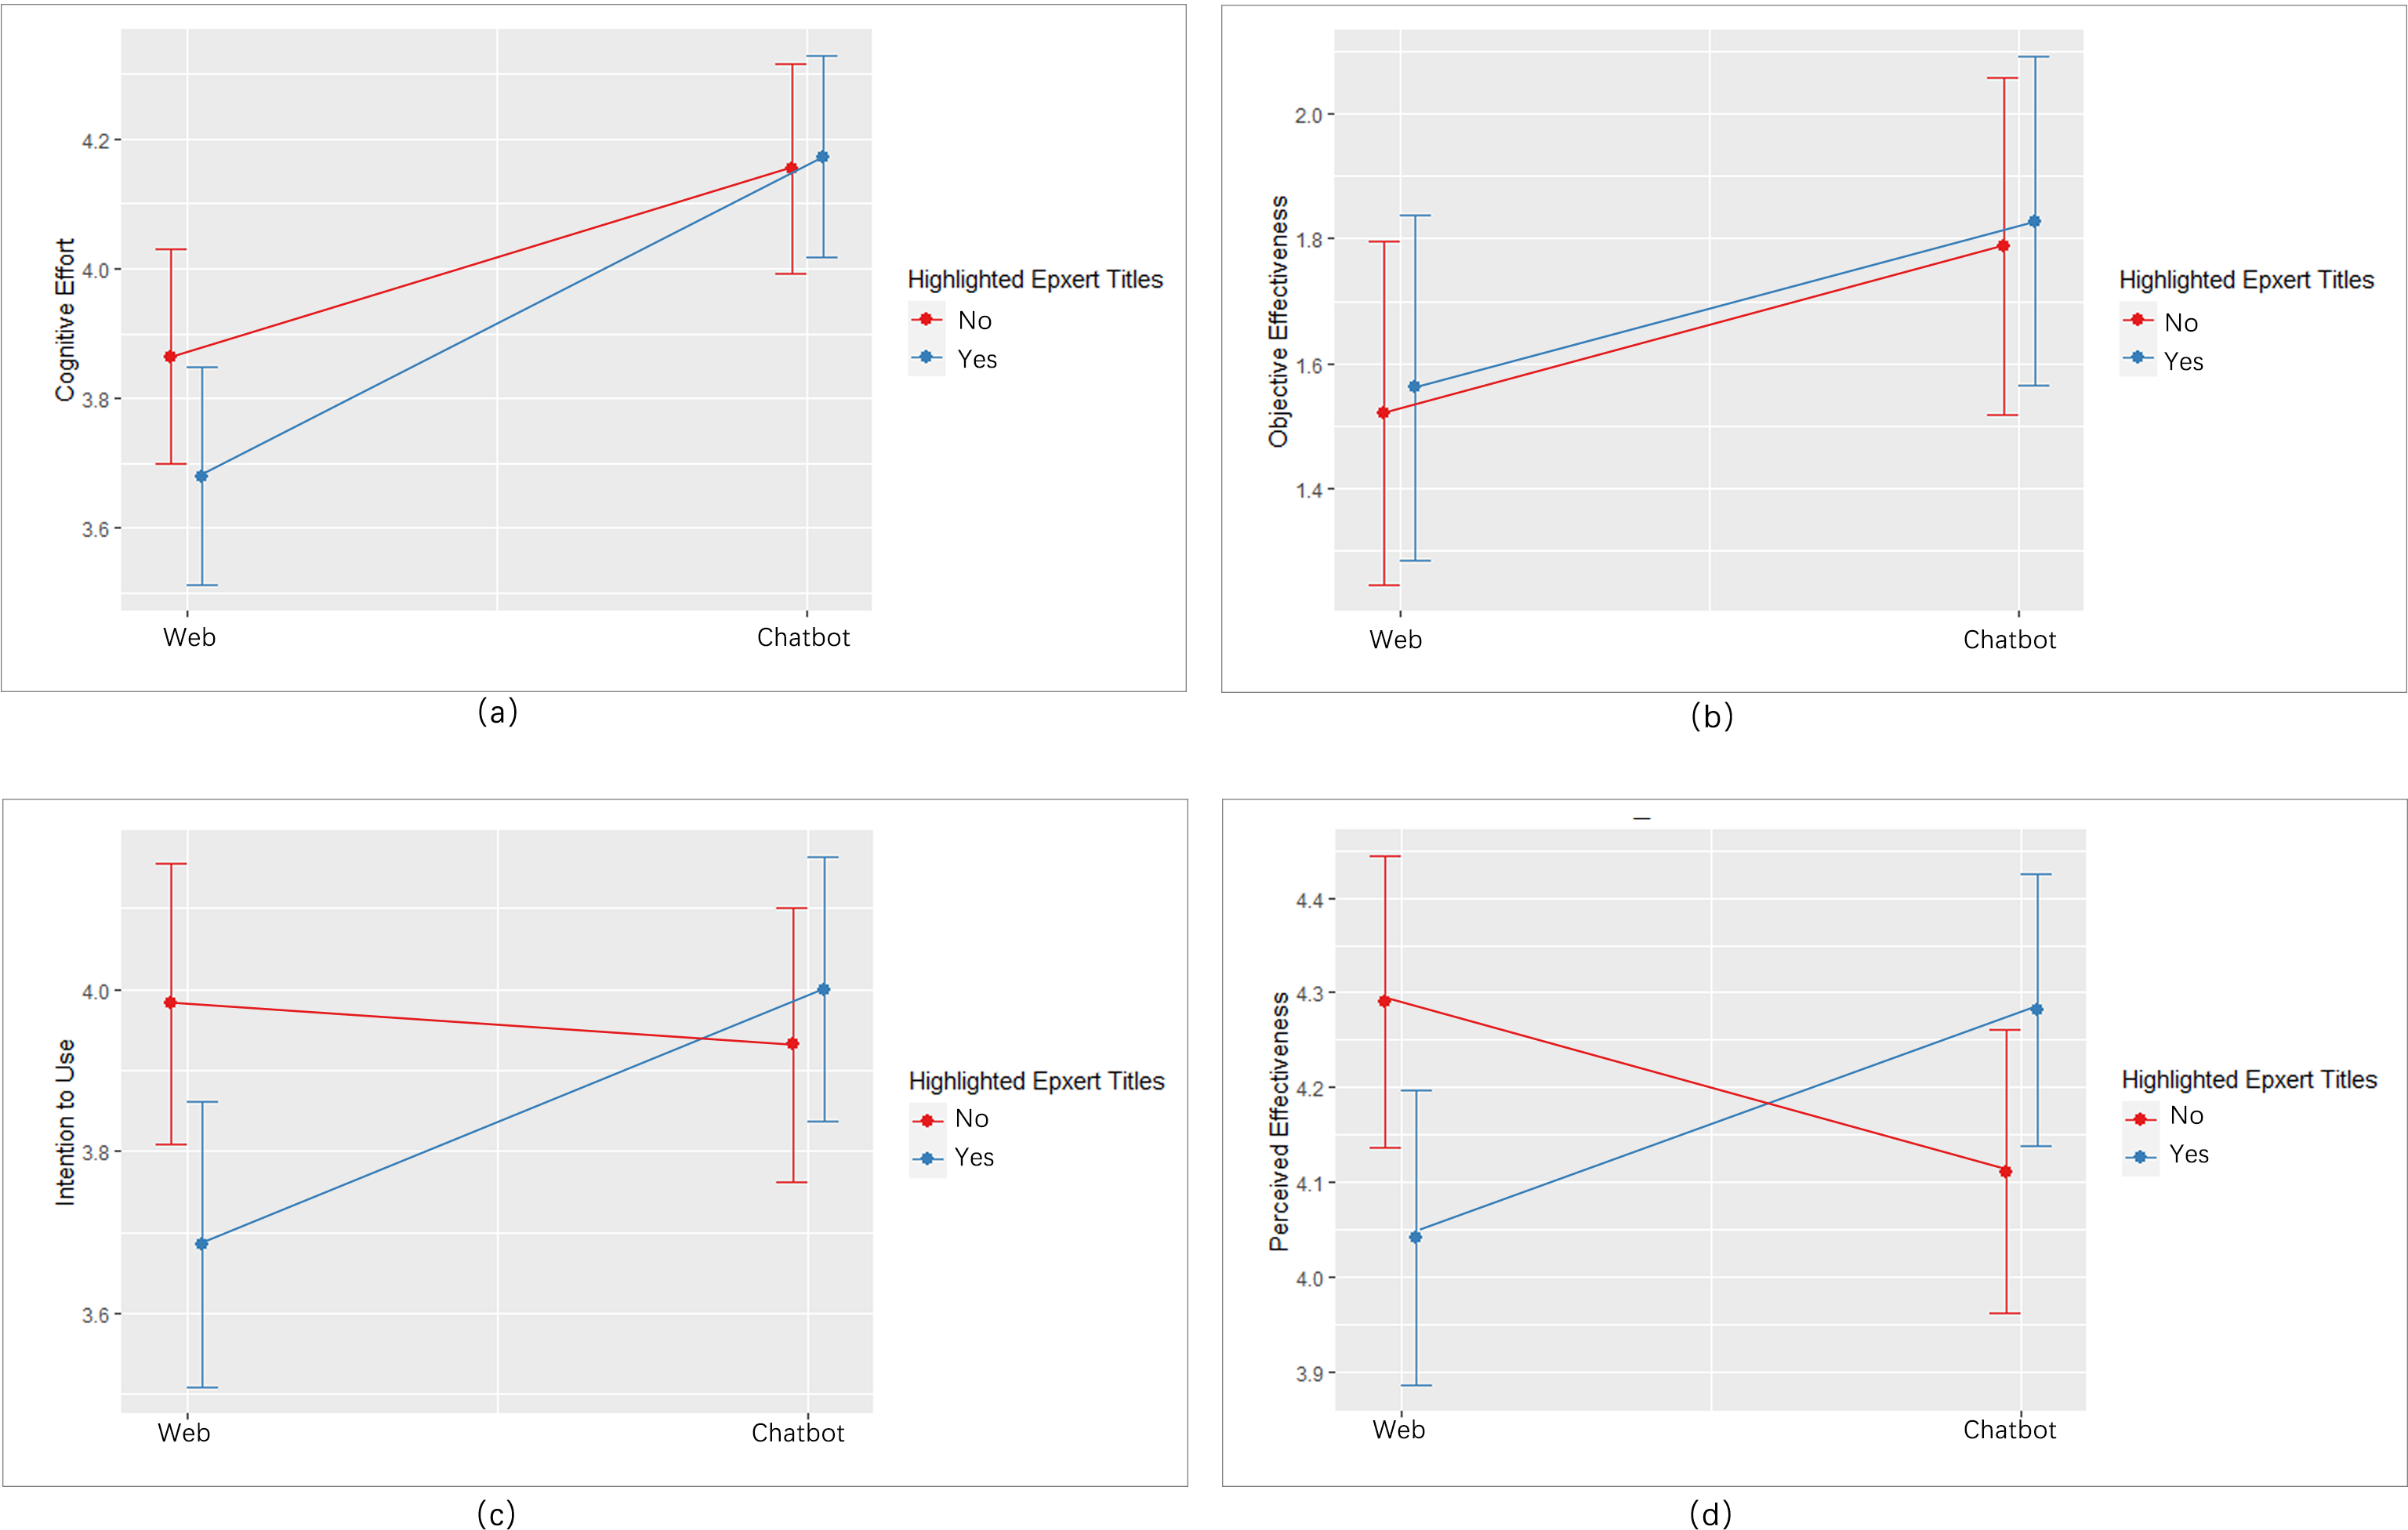 Cognitive Effort
4.2
4.0
3.8
3.6
Web
Chatbot
Highlighted Epxert Titles
No
Yes
(a)
Objective Effectiveness
2.0
1.8
1.6
1.4
Web
Chatbot
Highlighted Epxert Titles
No
Yes
(b)
Intention to Use
4.0
3.8
3.6
Web
Chatbot
Highlighted Epxert Titles
No
Yes
(c)
Perceived Effectiveness
4.4
4.3
4.2
4.1
4.0
3.9
Web
Chatbot
Highlighted Epxert Titles
No
Yes
(d)